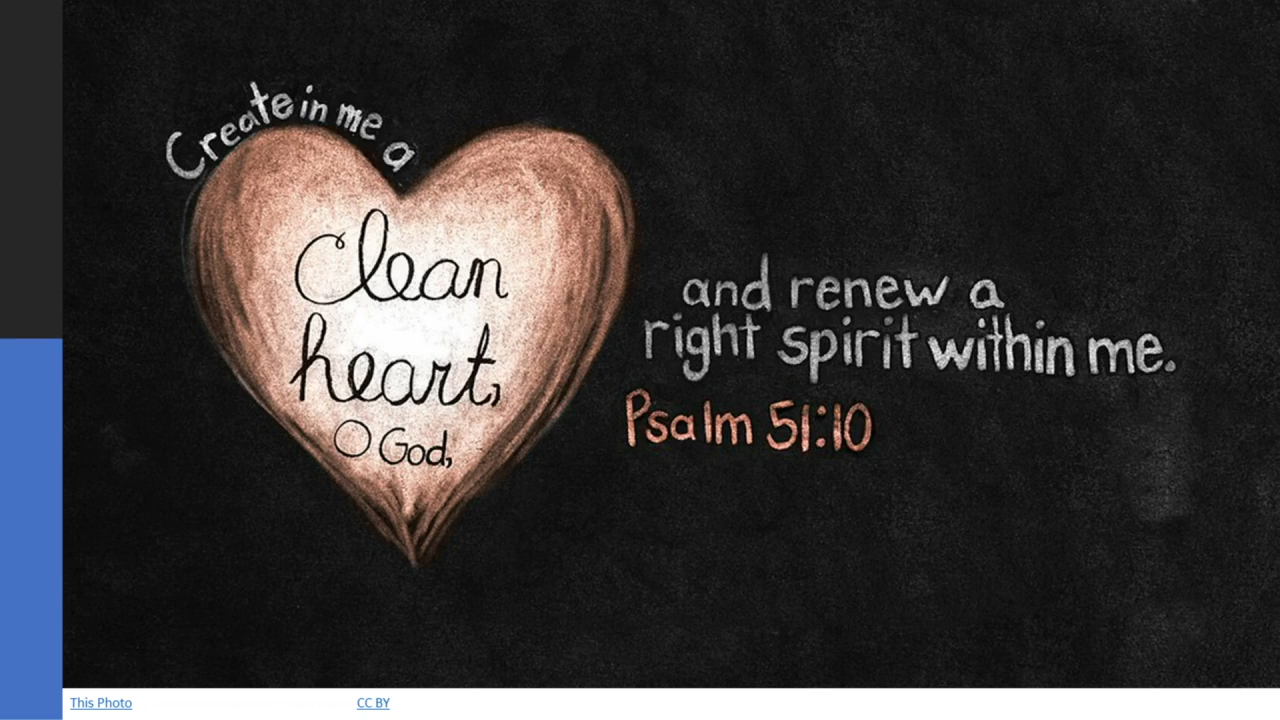 Create in me a
Clean
heart,
O God,
and renew a
right spirit within me.
Psalm 51:10
This Photo
CC BY